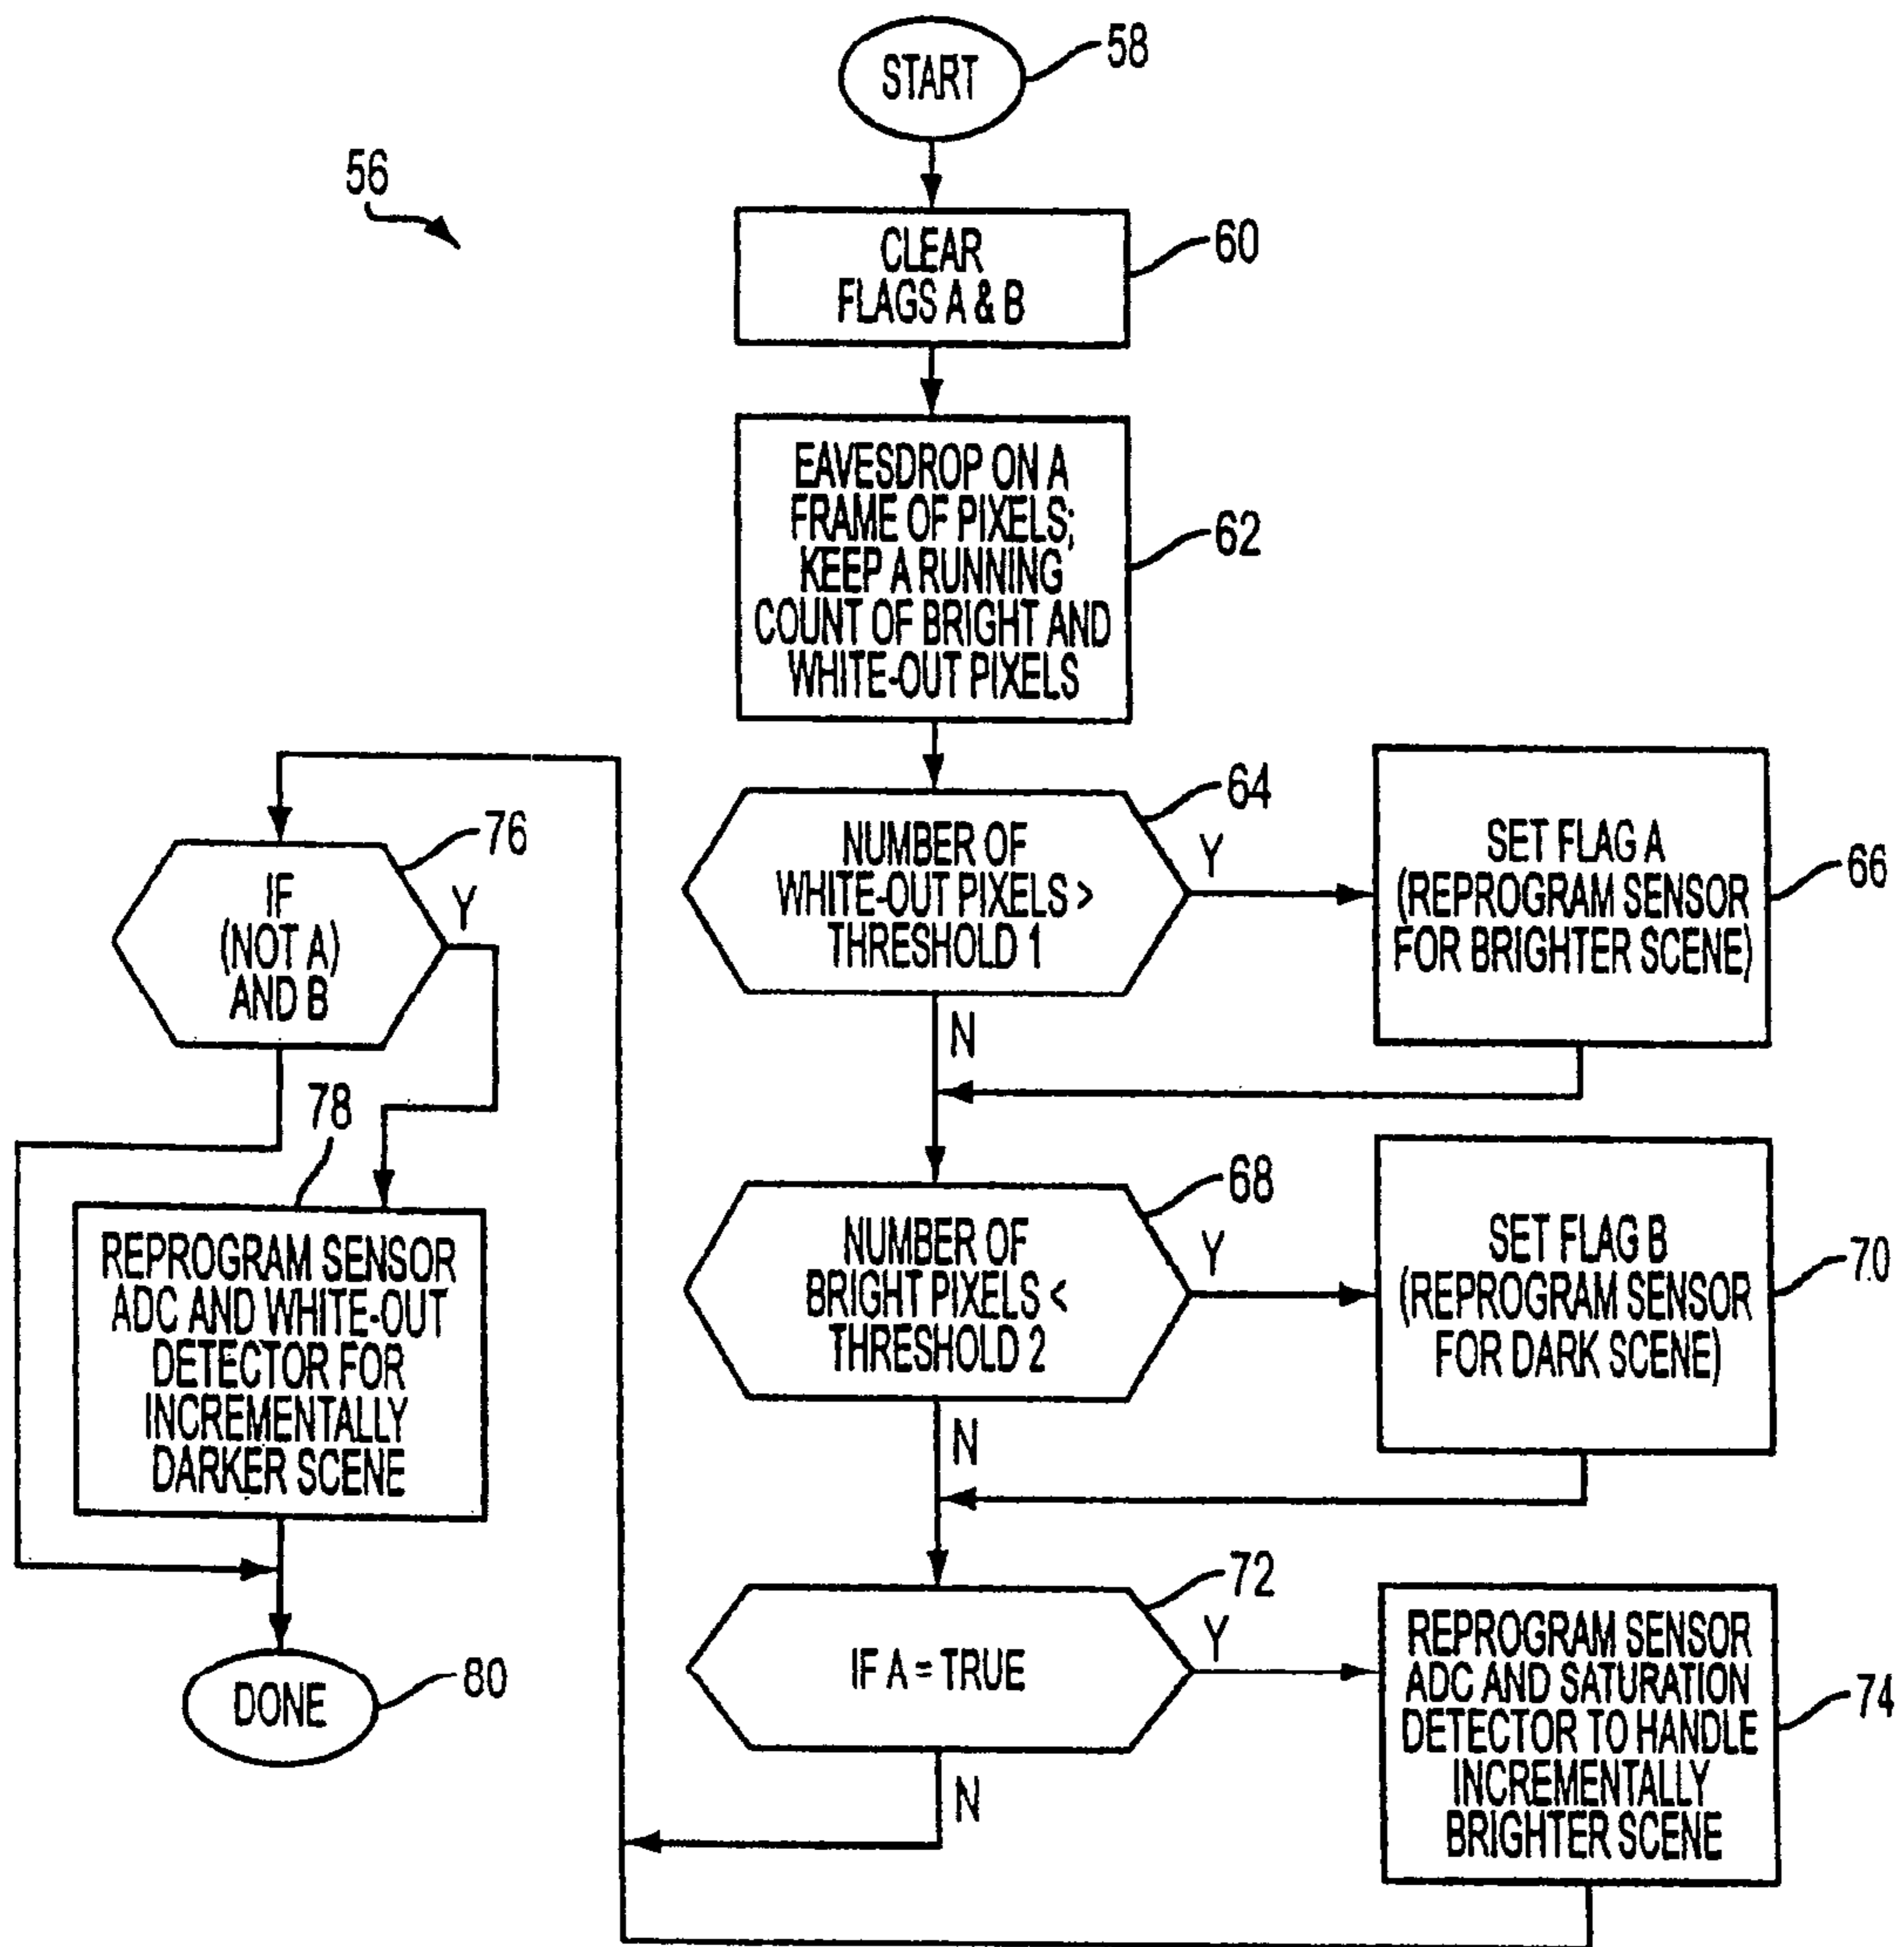 START
58
56
CLEAR
FLAGS A & B
60
EAVESDROP ON A
FRAME OF PIXELS;
KEEP A RUNNING
COUNT OF BRIGHT AND
WHITE-OUT PIXELS
62
NUMBER OF
WHITE-OUT PIXELS >
THRESHOLD 1
64
Y
N
SET FLAG A
(REPROGRAM SENSOR
FOR BRIGHTER SCENE)
66
NUMBER OF
BRIGHT PIXELS <
THRESHOLD 2
68
Y
N
SET FLAG B
(REPROGRAM SENSOR
FOR DARK SCENE)
70
IF A = TRUE
72
Y
N
REPROGRAM SENSOR
ADC AND SATURATION
DETECTOR TO HANDLE
INCREMENTALLY
BRIGHTER SCENE
74
IF
(NOT A)
AND B
76
Y
78
REPROGRAM SENSOR
ADC AND WHITE-OUT
DETECTOR FOR
INCREMENTALLY
DARKER SCENE
DONE
80